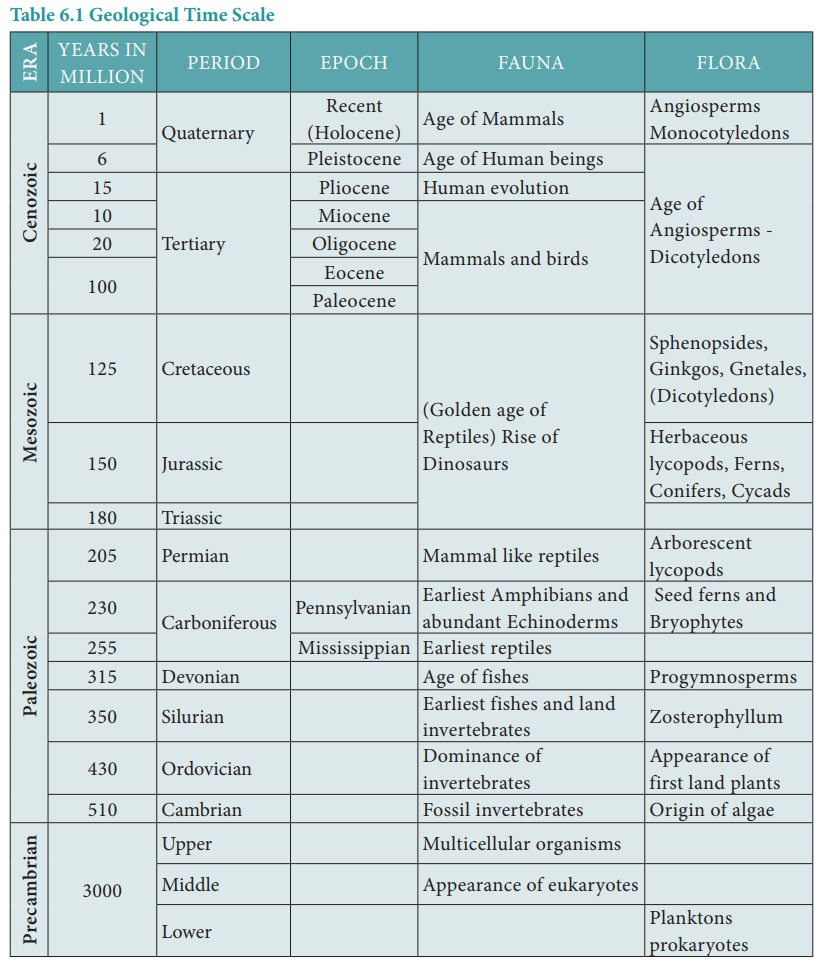 Table 6.1 Geological Time Scale
ERA
YEARS IN
MILLION
PERIOD
EPOCH
FAUNA
FLORA
Cenozoic
1
Quaternary
Recent
(Holocene)
Age of Mammals
Angiosperms
Monocotyledons
6
Pleistocene
Age of Human beings
Age of
Angiosperms -
Dicotyledons
15
Tertiary
Pliocene
Human evolution
10
Miocene
Mammals and birds
20
Oligocene
100
Eocene
Paleocene
Mesozoic
125
Cretaceous
(Golden age of
Reptiles) Rise of
Dinosaurs
Sphenopsides,
Ginkgos, Gnetales,
(Dicotyledons)
150
Jurassic
Herbaceous
lycopods, Ferns,
Conifers, Cycads
180
Triassic
Paleozoic
205
Permian
Mammal like reptiles
Arborescent
lycopods
230
Carboniferous
Pennsylvanian
Earliest Amphibians and
abundant Echinoderms
Seed ferns and
Bryophytes
255
Mississippian
Earliest reptiles
315
Devonian
Age of fishes
Progymnosperms
350
Silurian
Earliest fishes and land
invertebrates
Zosterophyllum
430
Ordovician
Dominance of
invertebrates
Appearance of
first land plants
510
Cambrian
Fossil invertebrates
Origin of algae
Precambrian
3000
Upper
Multicellular organisms
Middle
Appearance of eukaryotes
Lower
Planktons
prokaryotes